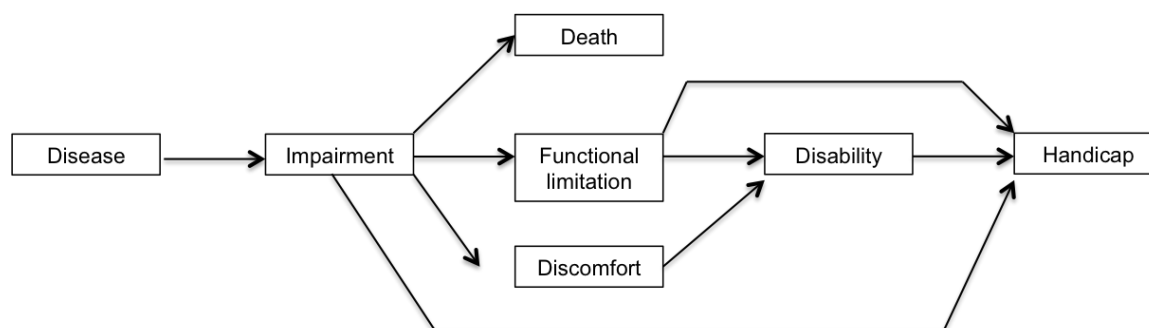 Death
Disease
Impairment
Functional
limitation
Disability
Handicap
Discomfort